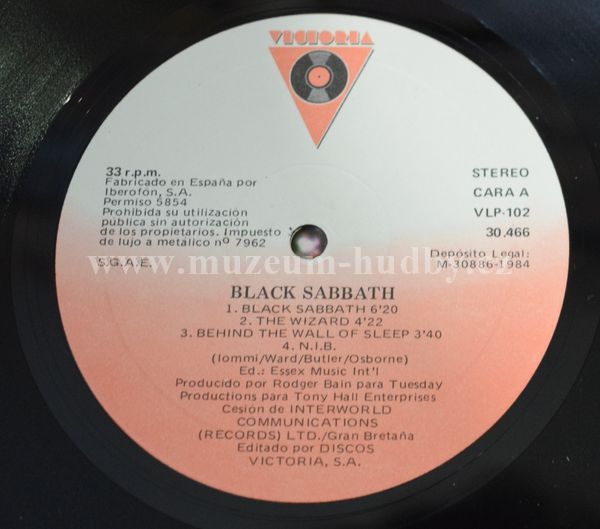 VICTORIA
33 r.p.m.
Fabricado en España por
Iberofón, S.A.
Permiso 5854
Prohibida su utilización
pública sin autorización
de los propietarios. Impuesto
de lujo a metálico nº 7962
S.G.A.E.
STEREO
CARA A
VLP-102
30.466
Depósito Legal:
M-30886-1984
www.muzeum-hudby.cz
BLACK SABBATH
1. BLACK SABBATH 6'20
2. THE WIZARD 4'22
3. BEHIND THE WALL OF SLEEP 3'40
4. N.I.B.
(Iommi/Ward/Butler/Osborne)
Ed.: Essex Music Int'l
Producido por Rodger Bain para Tuesday
Productions para Tony Hall Enterprises
Cesión de INTERWORLD
COMMUNICATIONS
(RECORDS) LTD./Gran Bretaña
Editado por DISCOS
VICTORIA, S.A.